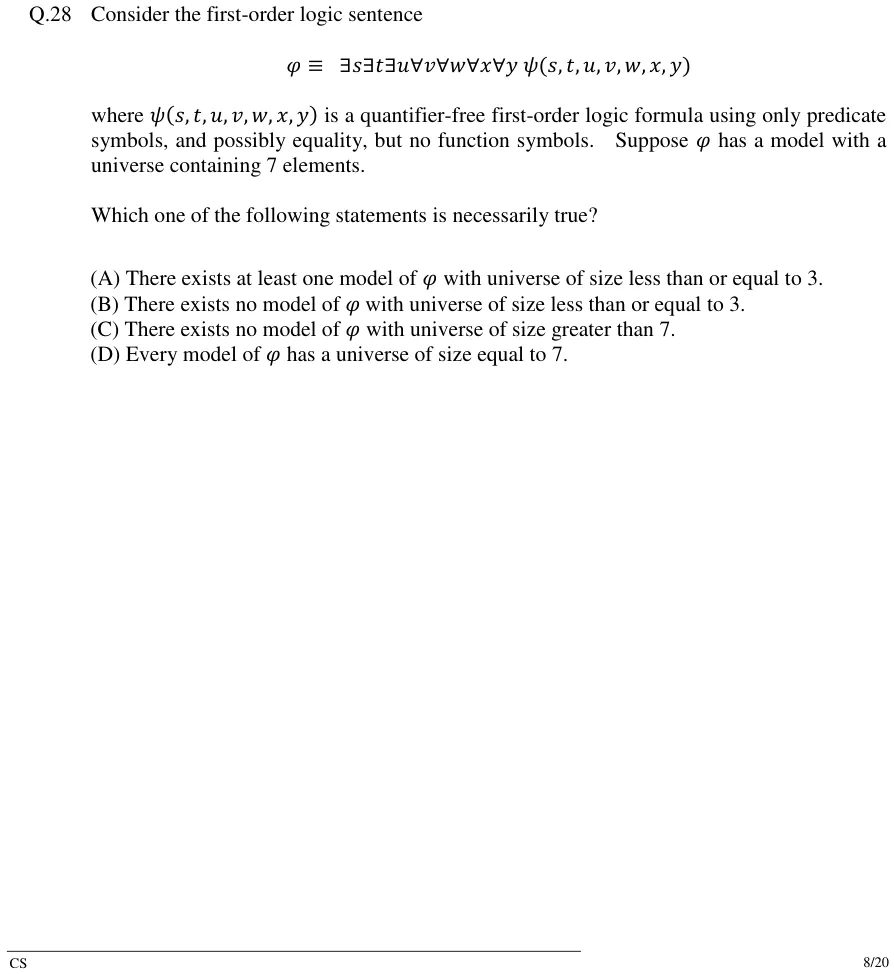 Q.28 Consider the first-order logic sentence
φ ≡ ∃s∃t∃u∀v∀w∀x∀y ψ(s, t, u, v, w, x, y)
where ψ(s, t, u, v, w, x, y) is a quantifier-free first-order logic formula using only predicate
symbols, and possibly equality, but no function symbols. Suppose φ has a model with a
universe containing 7 elements.
Which one of the following statements is necessarily true?
(A) There exists at least one model of φ with universe of size less than or equal to 3.
(B) There exists no model of φ with universe of size less than or equal to 3.
(C) There exists no model of φ with universe of size greater than 7.
(D) Every model of φ has a universe of size equal to 7.
CS 8/20